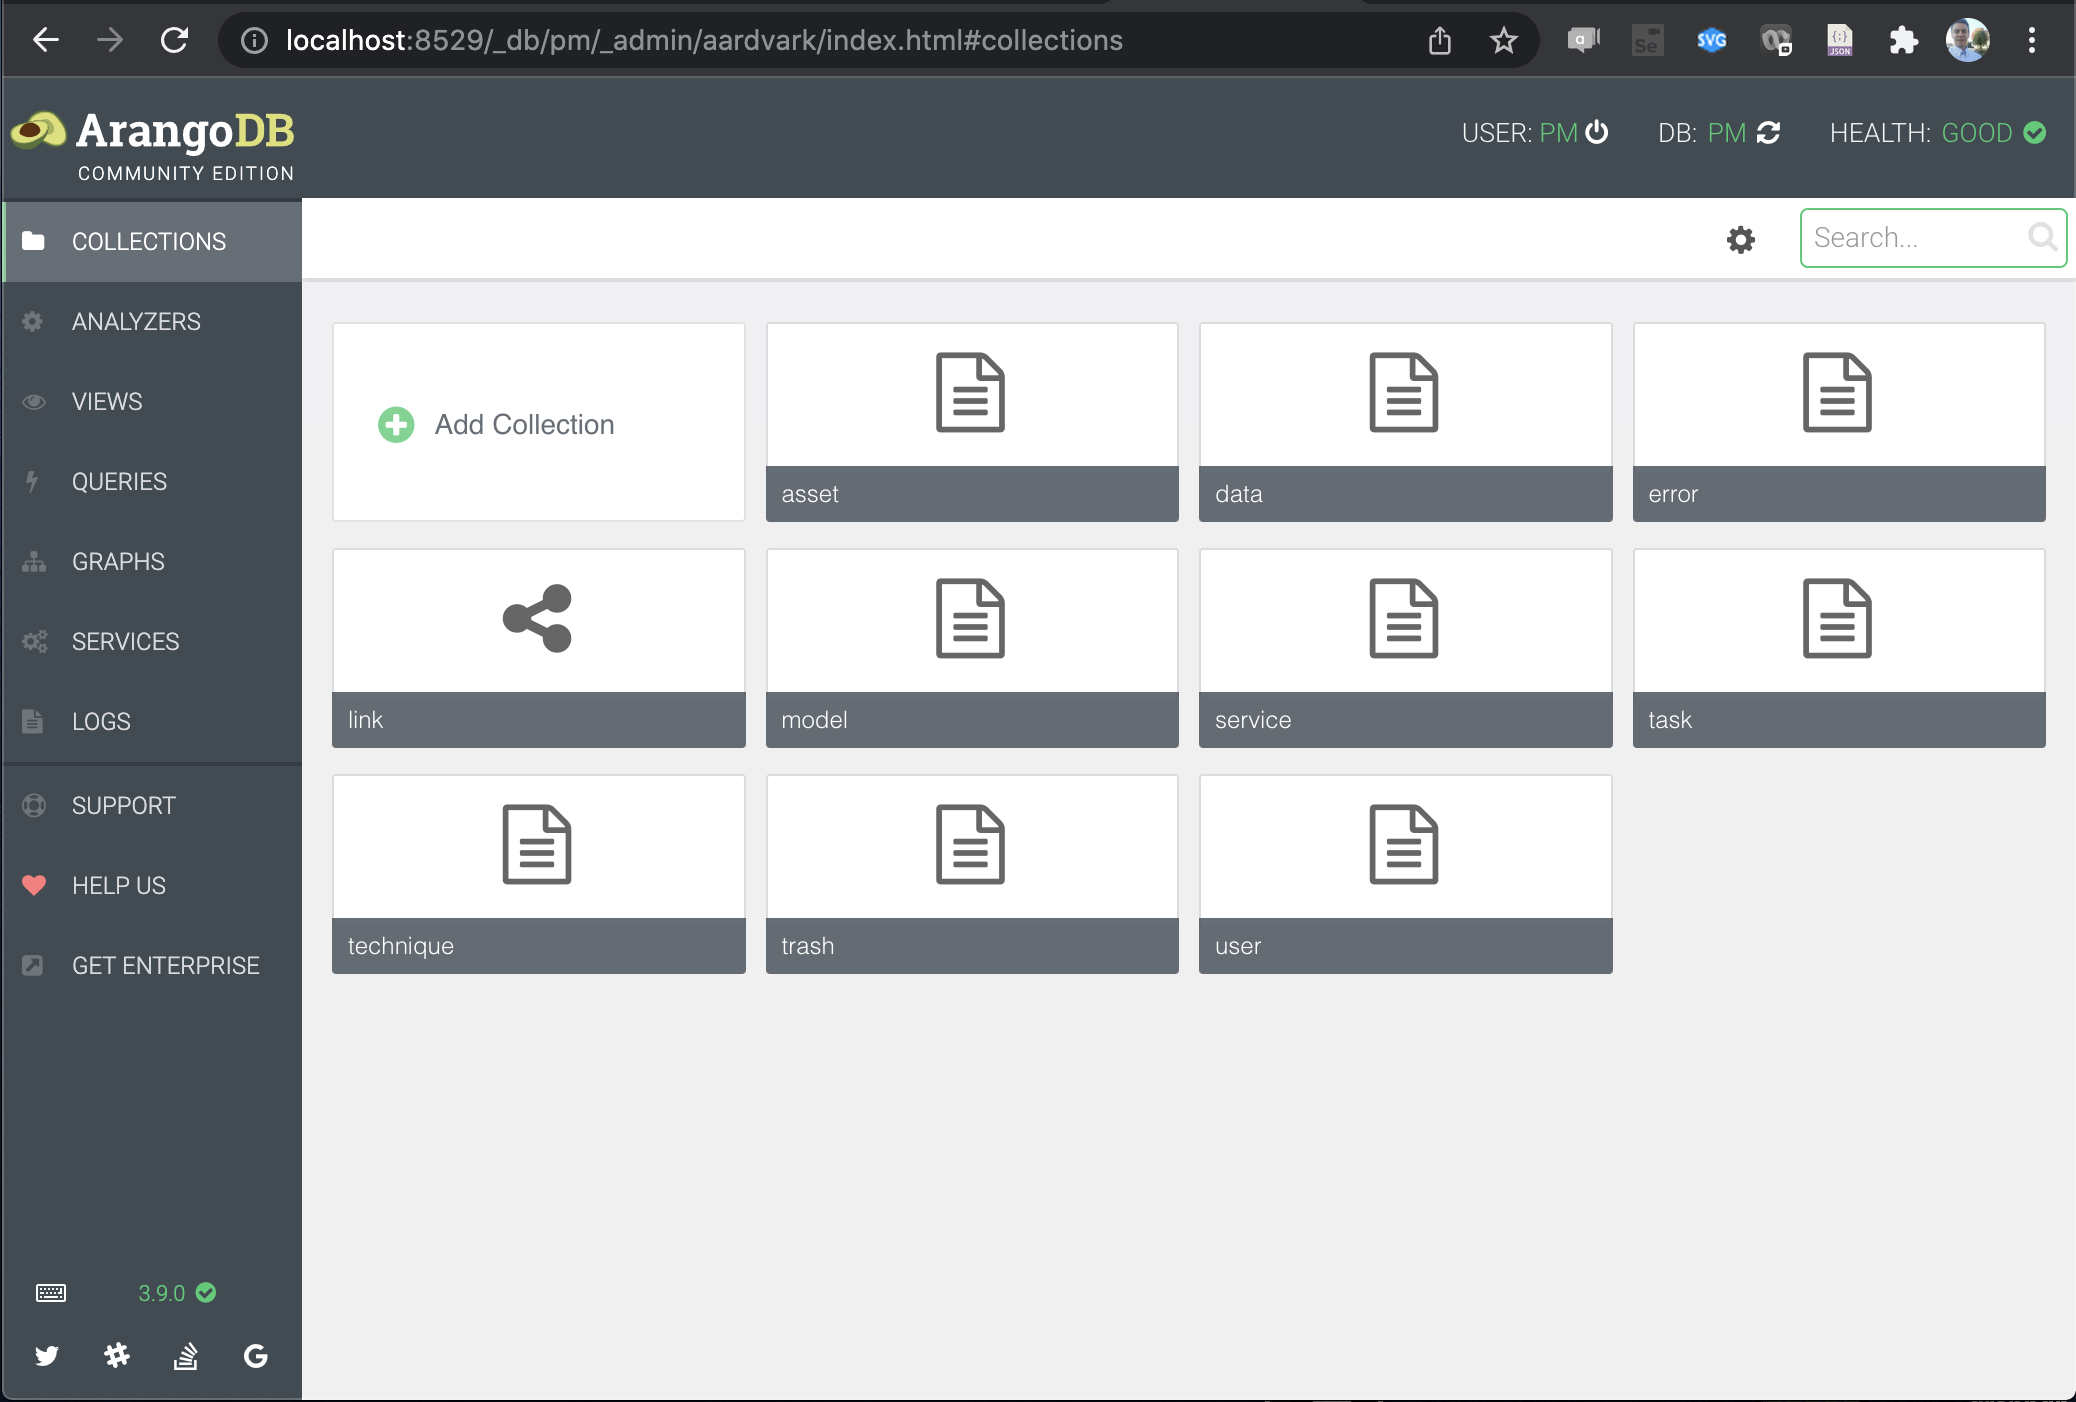 localhost:8529/_db/pm/_admin/aardvark/index.html#collections
a
Se
SVG
{;}
JSON
ArangoDB
COMMUNITY EDITION
USER: PM
DB: PM
HEALTH: GOOD
COLLECTIONS
ANALYZERS
VIEWS
QUERIES
GRAPHS
SERVICES
LOGS
SUPPORT
HELP US
GET ENTERPRISE
3.9.0
G
Search...
Add Collection
asset
data
error
link
model
service
task
technique
trash
user